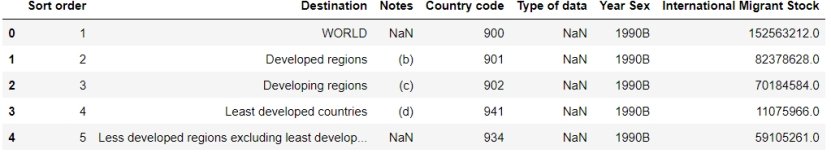 Sort order Destination Notes Country code Type of data Year Sex International Migrant Stock
0 1 WORLD NaN 900 NaN 1990B 152563212.0
1 2 Developed regions (b) 901 NaN 1990B 82378628.0
2 3 Developing regions (c) 902 NaN 1990B 70184584.0
3 4 Least developed countries (d) 941 NaN 1990B 11075966.0
4 5 Less developed regions excluding least develop... NaN 934 NaN 1990B 59105261.0